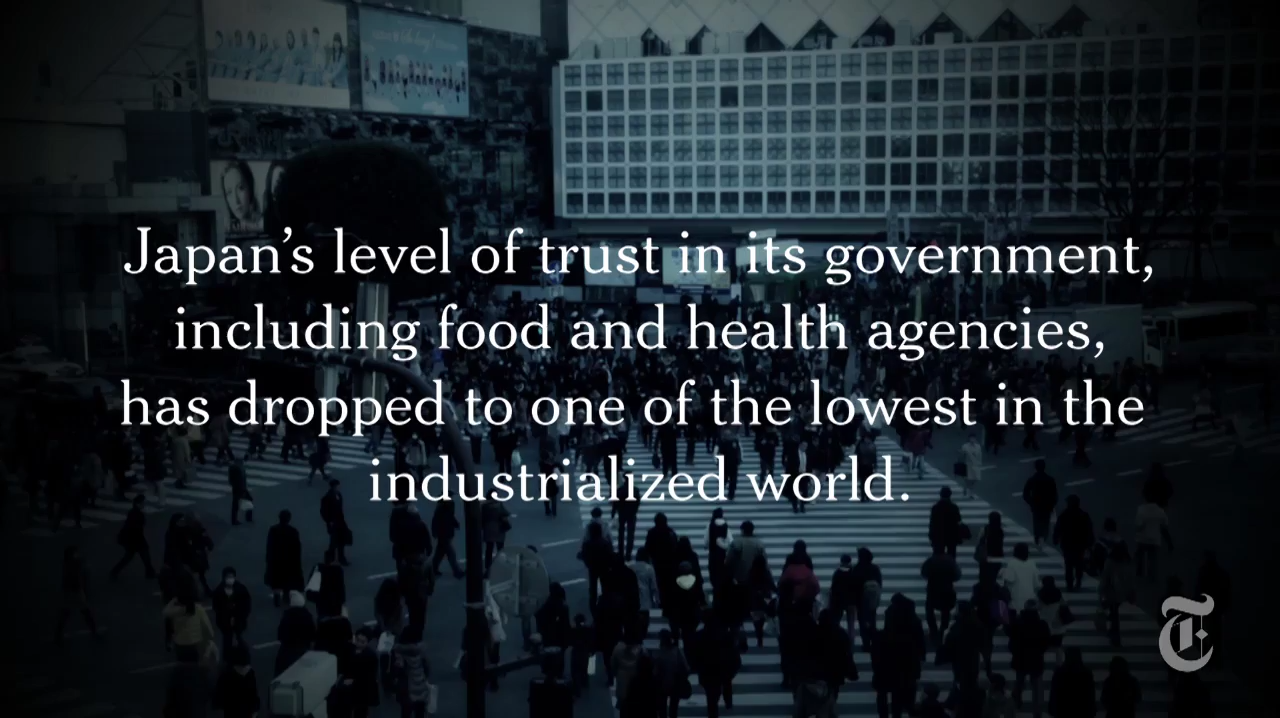 Japan’s level of trust in its government,
including food and health agencies,
has dropped to one of the lowest in the
industrialized world.